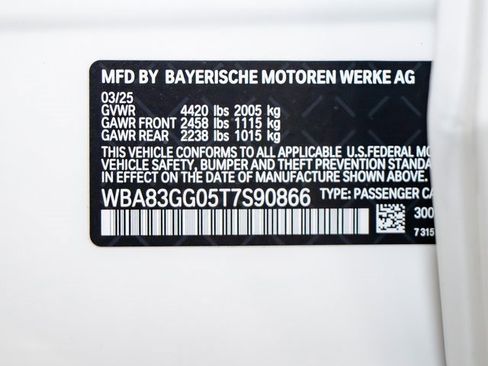 MFD BY BAYERISCHE MOTOREN WERKE AG
03/25
GVWR 4420 lbs 2005 kg
GAWR FRONT 2458 lbs 1115 kg
GAWR REAR 2238 lbs 1015 kg
THIS VEHICLE CONFORMS TO ALL APPLICABLE U.S.FEDERAL MO
VEHICLE SAFETY, BUMPER AND THEFT PREVENTION STANDARDS
IN EFFECT ON THE DATE OF MANUFACTURE SHOWN ABOVE.
WBA83GG05T7S90866 TYPE: PASSENGER CA
300
7315